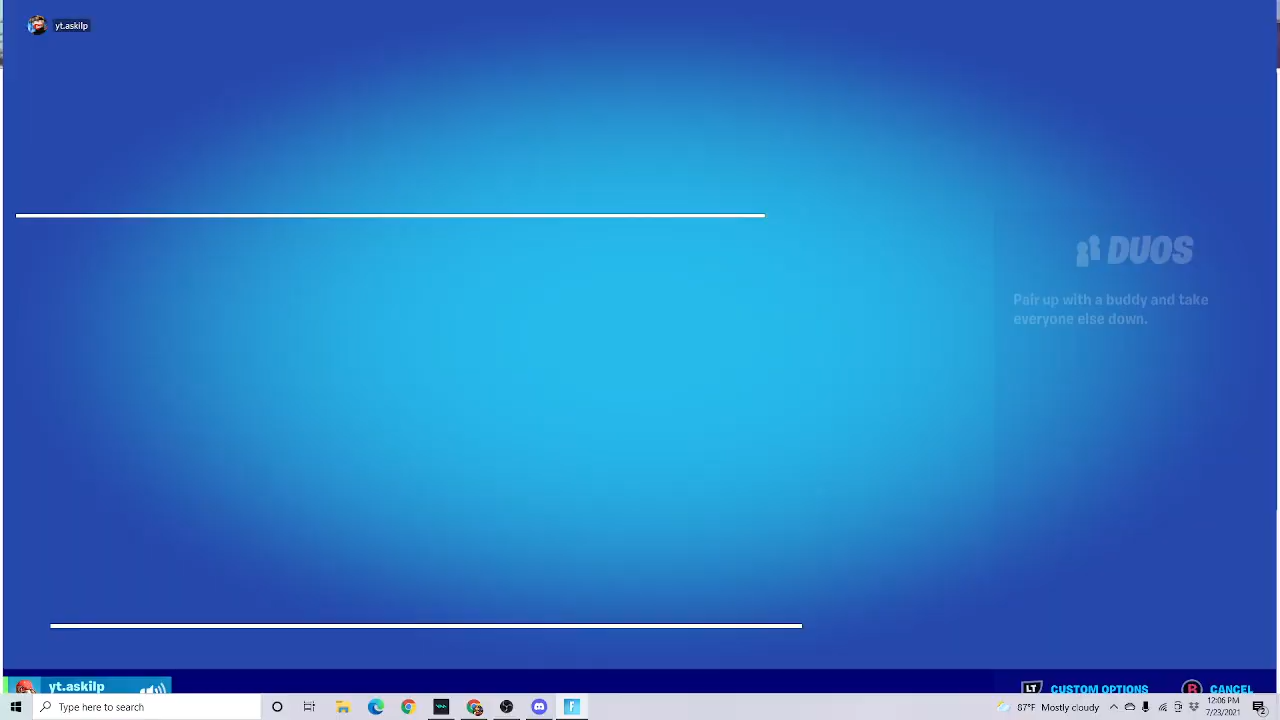 yt.askilp
DUOS
Pair up with a buddy and take
everyone else down.
yt.askilp
LT CUSTOM OPTIONS B CANCEL
Type here to search
87°F Mostly cloudy
12:06 PM
7/23/2021